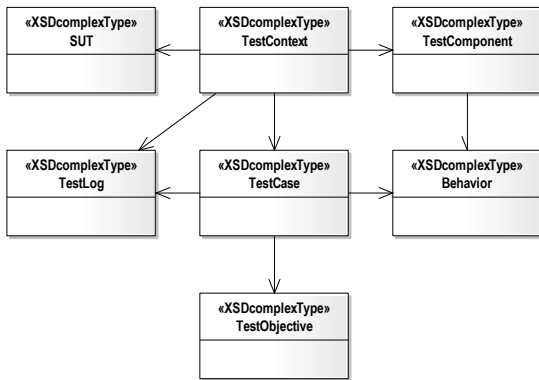 «XSDcomplexType»
SUT
«XSDcomplexType»
TestContext
«XSDcomplexType»
TestComponent
«XSDcomplexType»
TestLog
«XSDcomplexType»
TestCase
«XSDcomplexType»
Behavior
«XSDcomplexType»
TestObjective